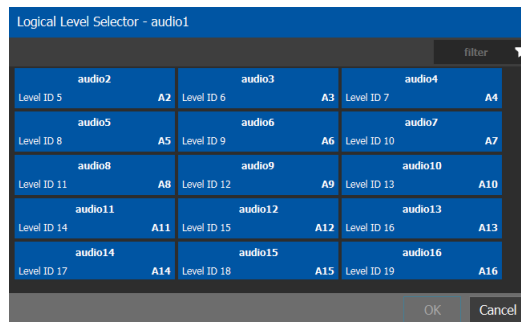 Logical Level Selector - audio1
filter
audio2 audio3 audio4
Level ID 5 A2 Level ID 6 A3 Level ID 7 A4
audio5 audio6 audio7
Level ID 8 A5 Level ID 9 A6 Level ID 10 A7
audio8 audio9 audio10
Level ID 11 A8 Level ID 12 A9 Level ID 13 A10
audio11 audio12 audio13
Level ID 14 A11 Level ID 15 A12 Level ID 16 A13
audio14 audio15 audio16
Level ID 17 A14 Level ID 18 A15 Level ID 19 A16
OK Cancel